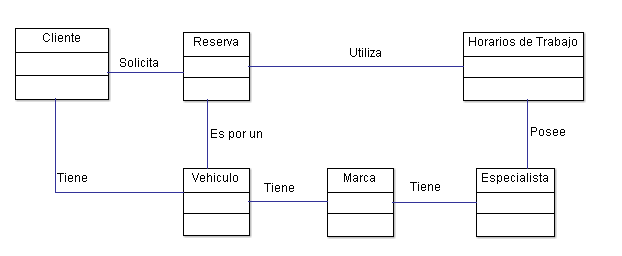 Cliente
Reserva
Horarios de Trabajo
Solicita
Utiliza
Es por un
Posee
Tiene
Vehiculo
Tiene
Marca
Tiene
Especialista